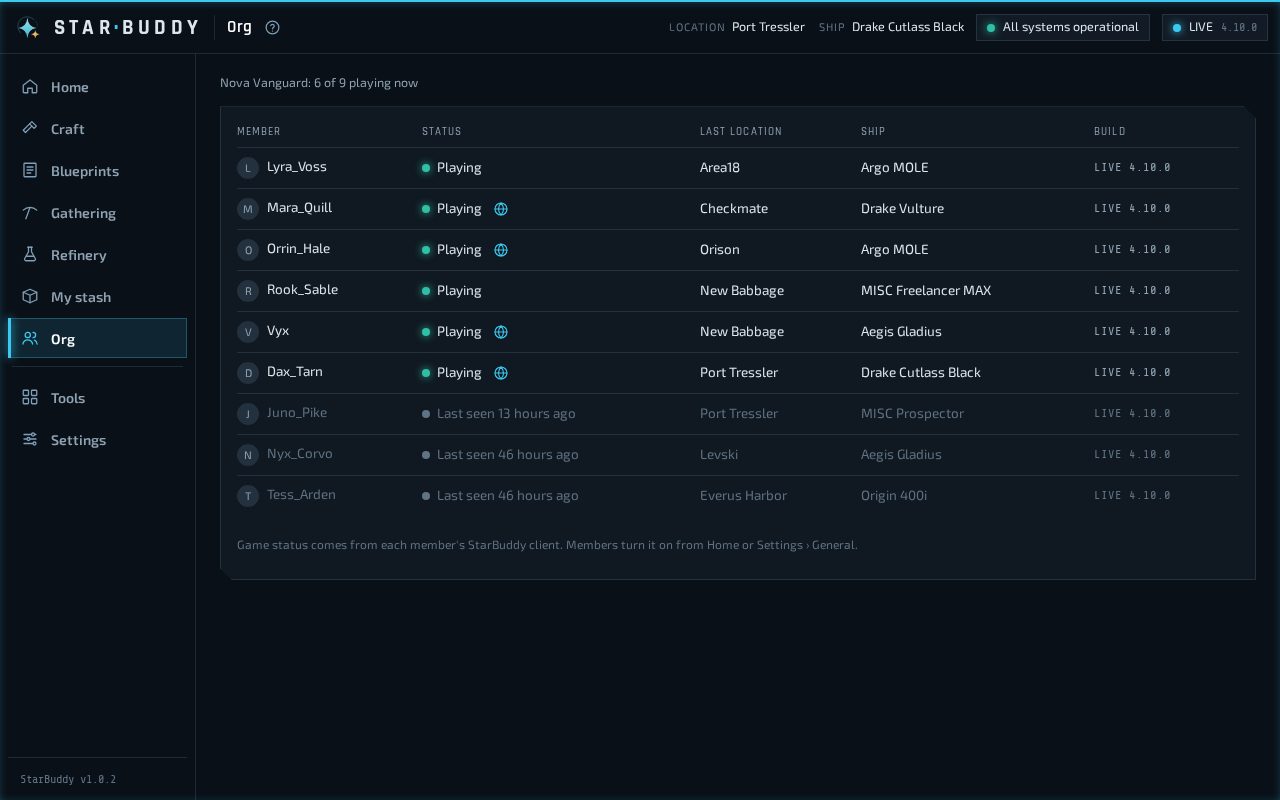 STAR·BUDDY Org LOCATION Port Tressler SHIP Drake Cutlass Black All systems operational LIVE 4.10.0
Home
Craft
Blueprints
Gathering
Refinery
My stash
Org
Tools
Settings
StarBuddy v1.0.2
Nova Vanguard: 6 of 9 playing now
MEMBER STATUS LAST LOCATION SHIP BUILD
L Lyra_Voss Playing Area18 Argo MOLE LIVE 4.10.0
M Mara_Quill Playing Checkmate Drake Vulture LIVE 4.10.0
O Orrin_Hale Playing Orison Argo MOLE LIVE 4.10.0
R Rook_Sable Playing New Babbage MISC Freelancer MAX LIVE 4.10.0
V Vyx Playing New Babbage Aegis Gladius LIVE 4.10.0
D Dax_Tarn Playing Port Tressler Drake Cutlass Black LIVE 4.10.0
J Juno_Pike Last seen 13 hours ago Port Tressler MISC Prospector LIVE 4.10.0
N Nyx_Corvo Last seen 46 hours ago Levski Aegis Gladius LIVE 4.10.0
T Tess_Arden Last seen 46 hours ago Everus Harbor Origin 400i LIVE 4.10.0
Game status comes from each member's StarBuddy client. Members turn it on from Home or Settings › General.